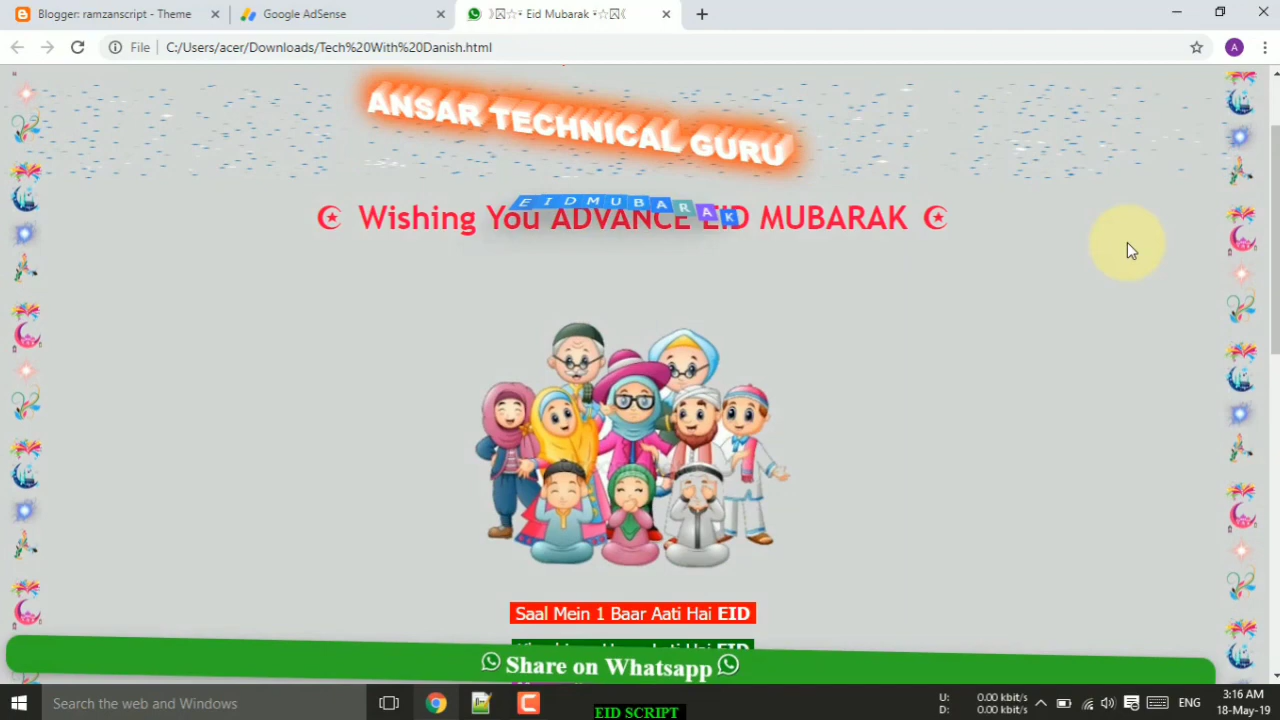 Blogger: ramzanscript - Theme
Google AdSense
Eid Mubarak
File
C:/Users/acer/Downloads/Tech%20With%20Danish.html
A
ANSAR TECHNICAL GURU
EIDMUBARAK
☪ Wishing You ADVANCE EID MUBARAK ☪
Saal Mein 1 Baar Aati Hai EID
Share on Whatsapp
Search the web and Windows
EID SCRIPT
U: 0.00 kbit/s
D: 0.00 kbit/s
ENG
3:16 AM
18-May-19